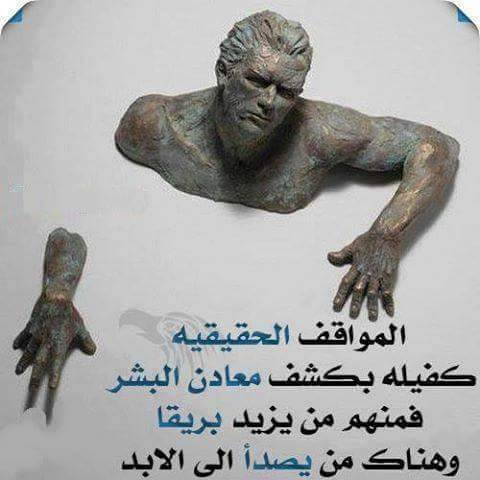 المواقف الحقيقيه
كفيله بكشف معادن البشر
فمنهم من يزيد بريقا
وهناك من يصدأ الى الابد